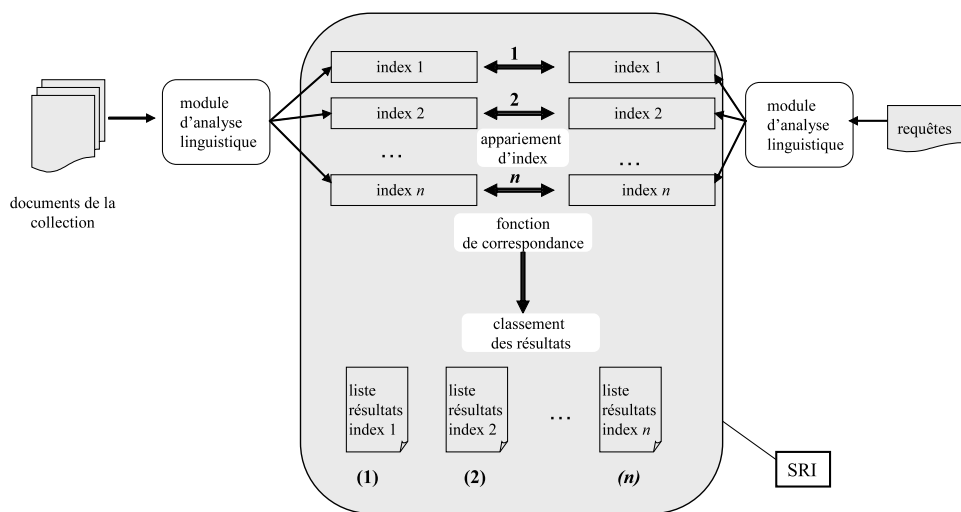 1
index 1
index 1
module
d'analyse
linguistique
2
index 2
index 2
module
d'analyse
linguistique
requêtes
appariement
d'index
...
...
n
index n
index n
documents de la
collection
fonction
de correspondance
classement
des résultats
liste
résultats
index 1
liste
résultats
index 2
...
liste
résultats
index n
(1)
(2)
(n)
SRI